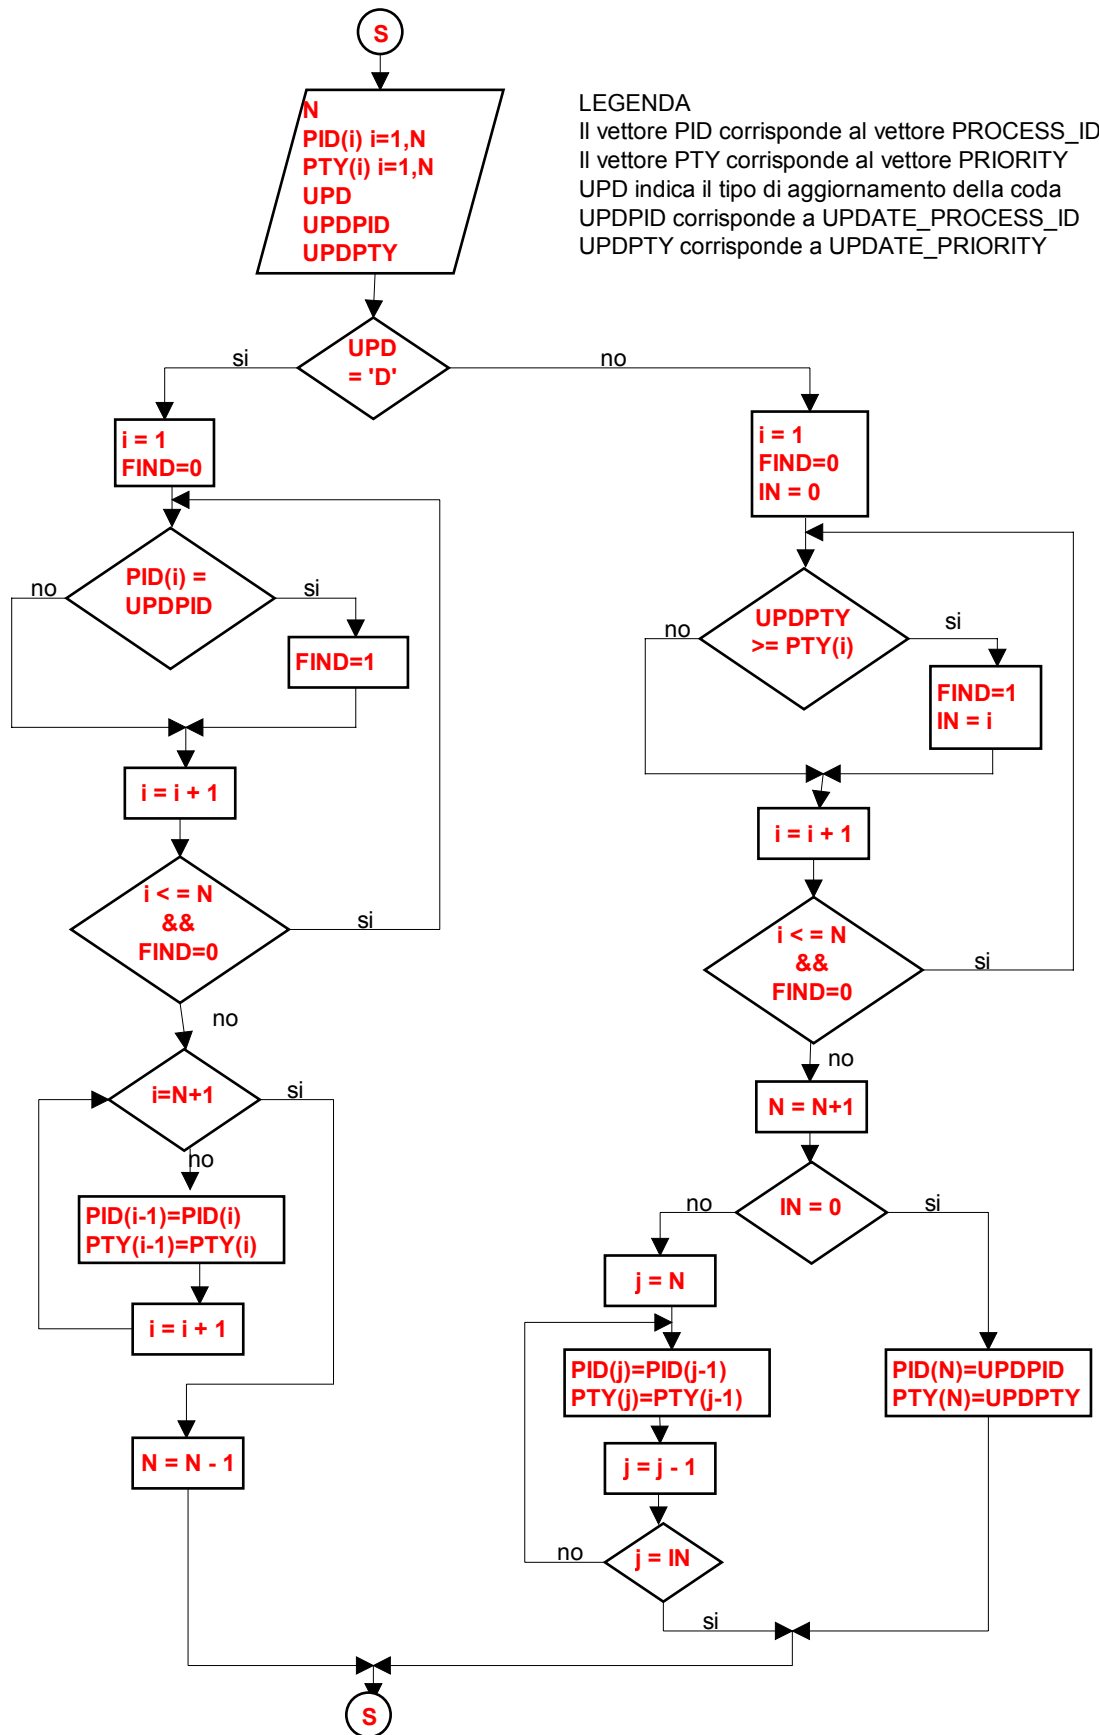 S
N
PID(i) i=1,N
PTY(i) i=1,N
UPD
UPDPID
UPDPTY
LEGENDA
Il vettore PID corrisponde al vettore PROCESS_ID
Il vettore PTY corrisponde al vettore PRIORITY
UPD indica il tipo di aggiornamento della coda
UPDPID corrisponde a UPDATE_PROCESS_ID
UPDPTY corrisponde a UPDATE_PRIORITY
UPD
= 'D'
si
no
i = 1
FIND=0
PID(i) =
UPDPID
no
si
FIND=1
i = i + 1
i < = N
&&
FIND=0
si
no
i=N+1
si
no
PID(i-1)=PID(i)
PTY(i-1)=PTY(i)
i = i + 1
N = N - 1
i = 1
FIND=0
IN = 0
UPDPTY
>= PTY(i)
no
si
FIND=1
IN = i
i = i + 1
i < = N
&&
FIND=0
si
no
N = N+1
IN = 0
no
si
j = N
PID(j)=PID(j-1)
PTY(j)=PTY(j-1)
j = j - 1
j = IN
no
si
PID(N)=UPDPID
PTY(N)=UPDPTY
S